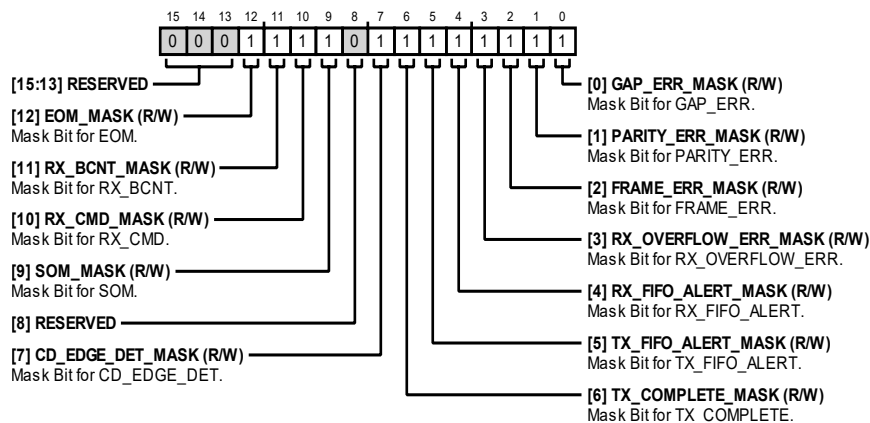 15 14 13 12 11 10 9 8 7 6 5 4 3 2 1 0
0 0 0 1 1 1 1 0 1 1 1 1 1 1 1 1
[15:13] RESERVED
[12] EOM_MASK (R/W)
Mask Bit for EOM.
[11] RX_BCNT_MASK (R/W)
Mask Bit for RX_BCNT.
[10] RX_CMD_MASK (R/W)
Mask Bit for RX_CMD.
[9] SOM_MASK (R/W)
Mask Bit for SOM.
[8] RESERVED
[7] CD_EDGE_DET_MASK (R/W)
Mask Bit for CD_EDGE_DET.
[0] GAP_ERR_MASK (R/W)
Mask Bit for GAP_ERR.
[1] PARITY_ERR_MASK (R/W)
Mask Bit for PARITY_ERR.
[2] FRAME_ERR_MASK (R/W)
Mask Bit for FRAME_ERR.
[3] RX_OVERFLOW_ERR_MASK (R/W)
Mask Bit for RX_OVERFLOW_ERR.
[4] RX_FIFO_ALERT_MASK (R/W)
Mask Bit for RX_FIFO_ALERT.
[5] TX_FIFO_ALERT_MASK (R/W)
Mask Bit for TX_FIFO_ALERT.
[6] TX_COMPLETE_MASK (R/W)
Mask Bit for TX_COMPLETE.